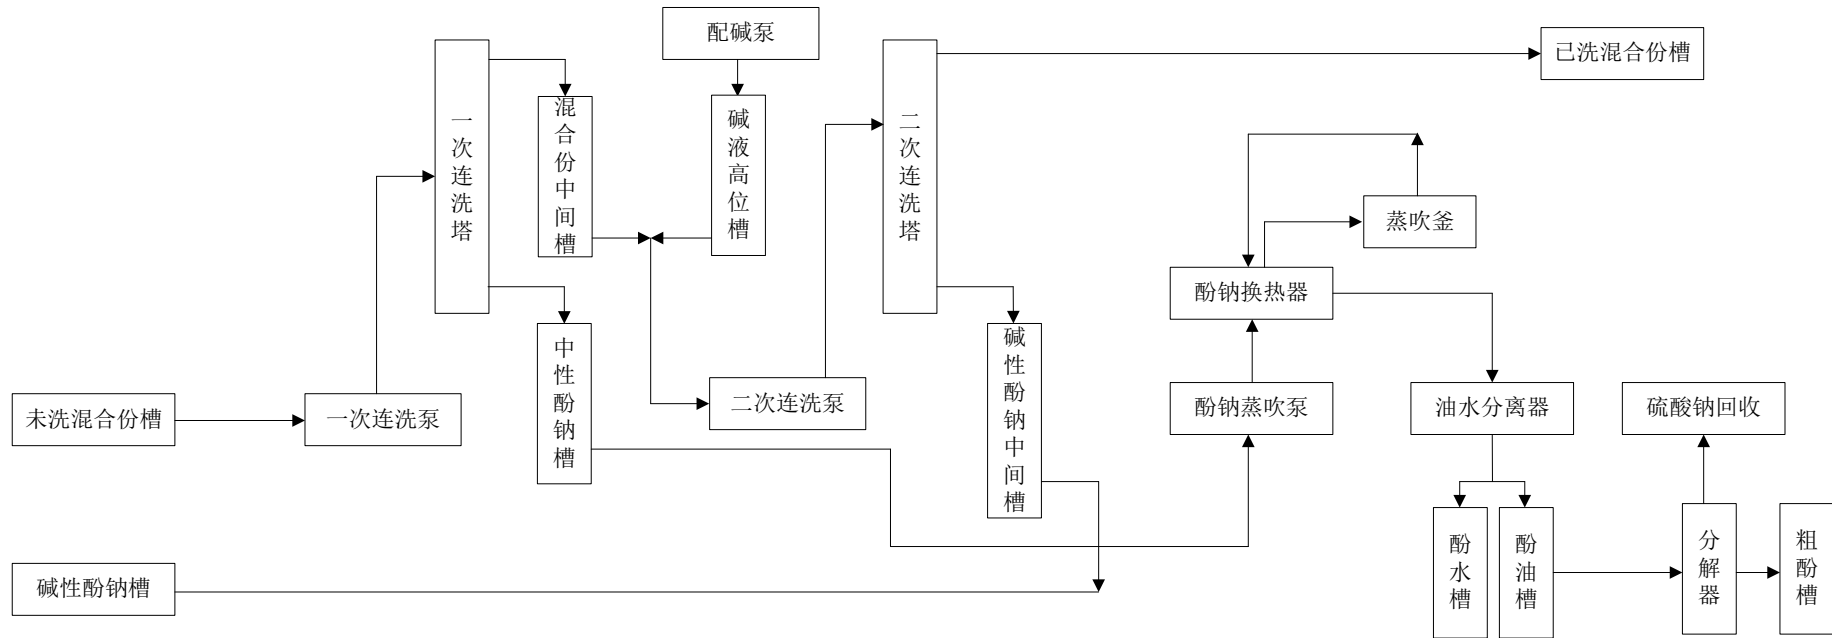 配碱泵
已洗混合份槽
一次连洗塔
混合份中间槽
碱液高位槽
二次连洗塔
蒸吹釜
酚钠换热器
中性酚钠槽
碱性酚钠中间槽
未洗混合份槽
一次连洗泵
二次连洗泵
酚钠蒸吹泵
油水分离器
硫酸钠回收
碱性酚钠槽
酚水槽
酚油槽
分解器
粗酚槽